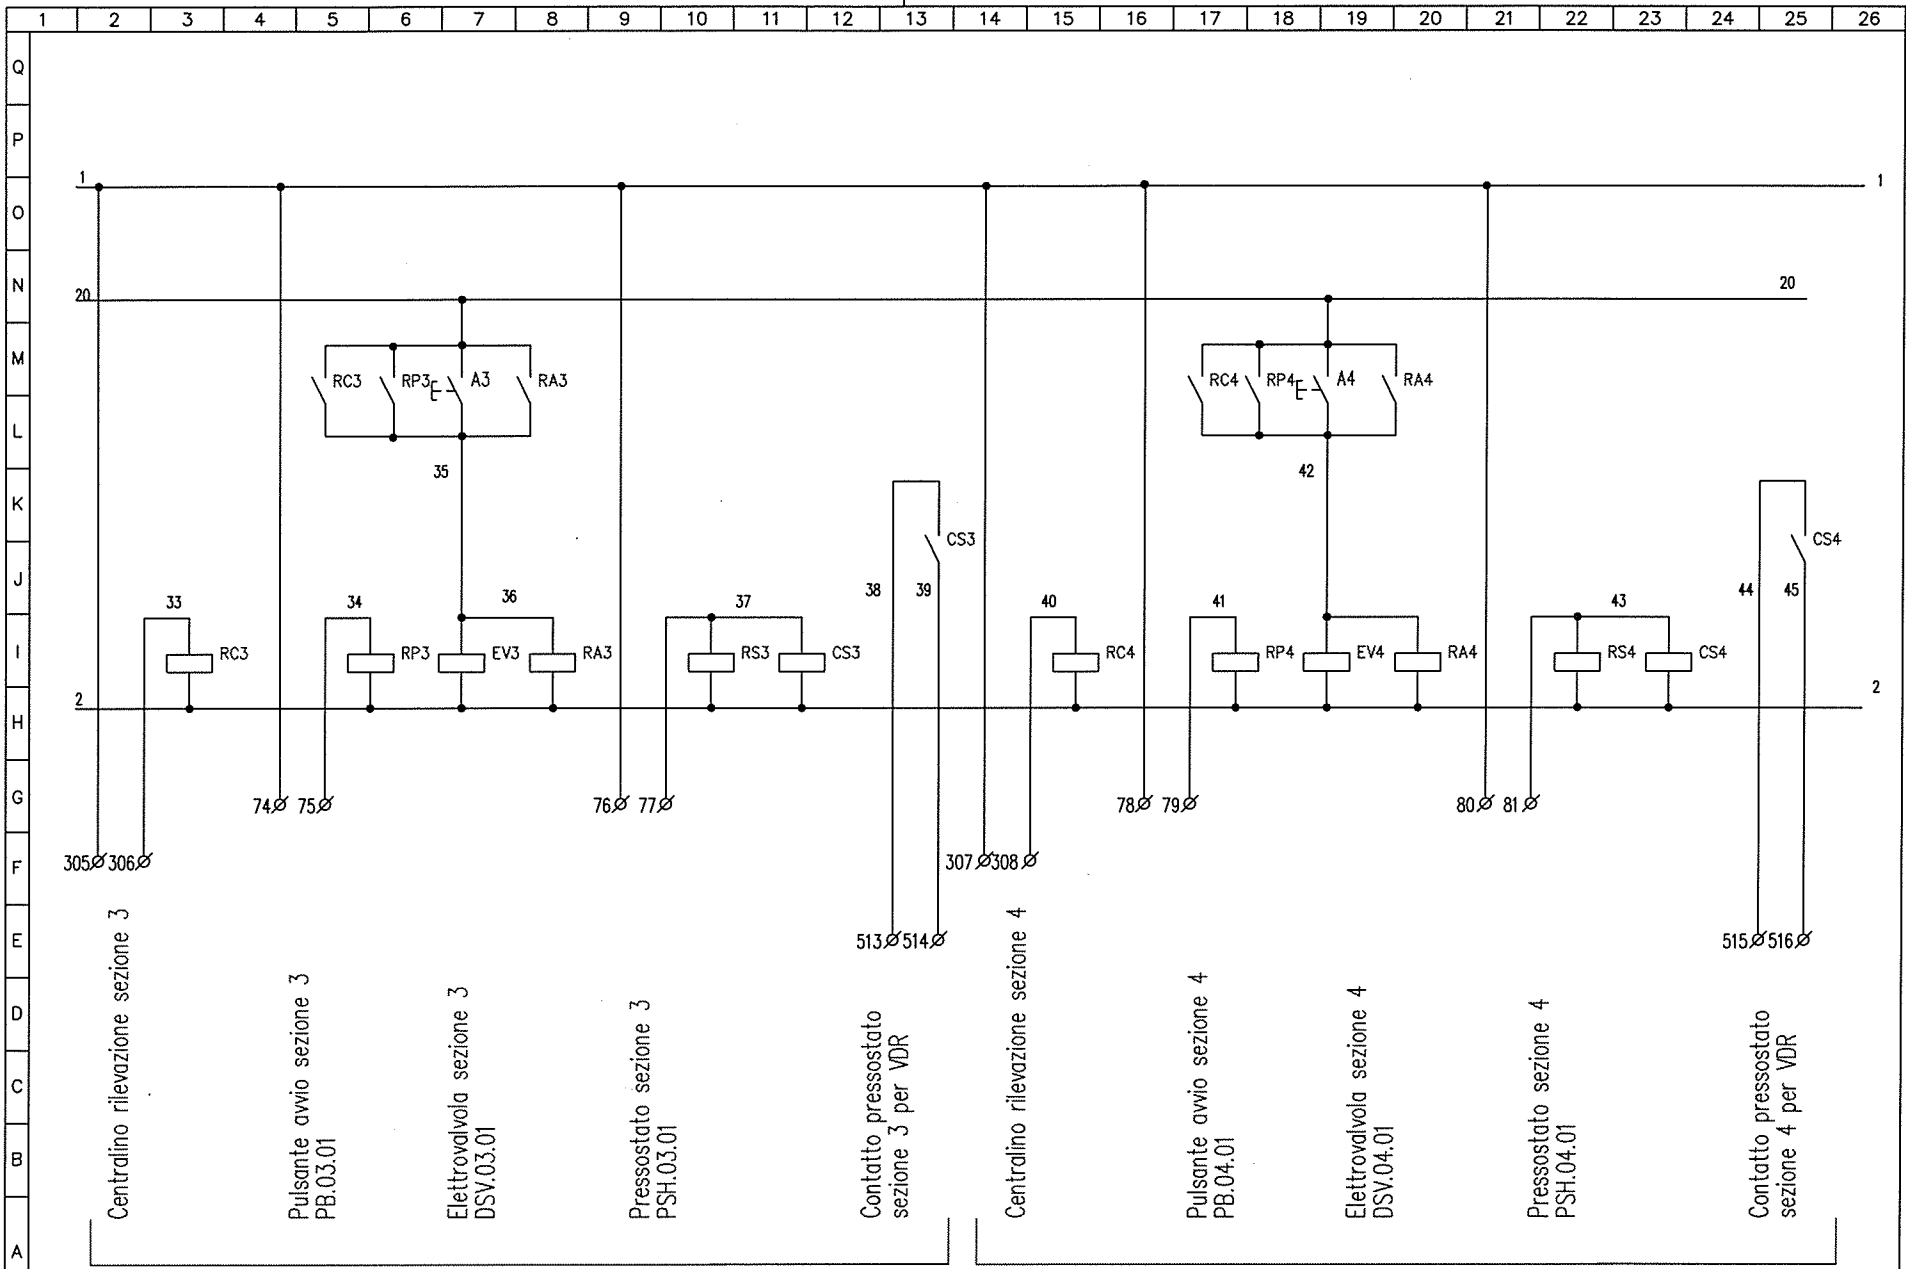 1 2 3 4 5 6 7 8 9 10 11 12 13 14 15 16 17 18 19 20 21 22 23 24 25 26
Q
P
1 1
O
N
20 20
M
RC3 RP3 A3 RA3 RC4 RP4 A4 RA4
L
35 42
K
CS3 CS4
J
38 39 44 45
33 34 36 37 40 41 43
I
RC3 RP3 EV3 RA3 RS3 CS3 RC4 RP4 EV4 RA4 RS4 CS4
2 2
H
G
74 75 76 77 78 79 80 81
F
305 306 307 308
E
513 514 515 516
D
C
B
A
Centralino rilevazione sezione 3
Pulsante avvio sezione 3
PB.03.01
Elettrovalvola sezione 3
DSV.03.01
Pressostato sezione 3
PSH.03.01
Contatto pressostato
sezione 3 per VDR
Centralino rilevazione sezione 4
Pulsante avvio sezione 4
PB.04.01
Elettrovalvola sezione 4
DSV.04.01
Pressostato sezione 4
PSH.04.01
Contatto pressostato
sezione 4 per VDR